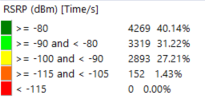 RSRP (dBm) [Time/s]
>= -80 4269 40.14%
>= -90 and < -80 3319 31.22%
>= -100 and < -90 2893 27.21%
>= -115 and < -105 152 1.43%
< -115 0 0.00%